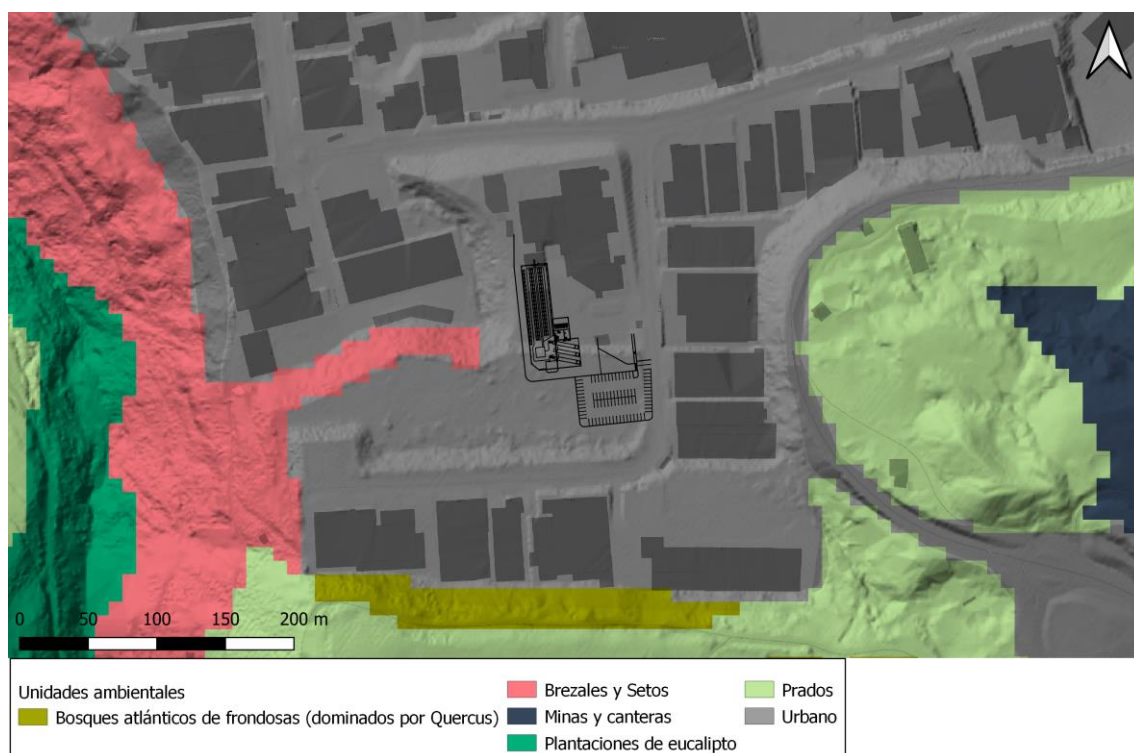 0 50 100 150 200 m
Unidades ambientales
Bosques atlánticos de frondosas (dominados por Quercus)
Brezales y Setos
Minas y canteras
Plantaciones de eucalipto
Prados
Urbano